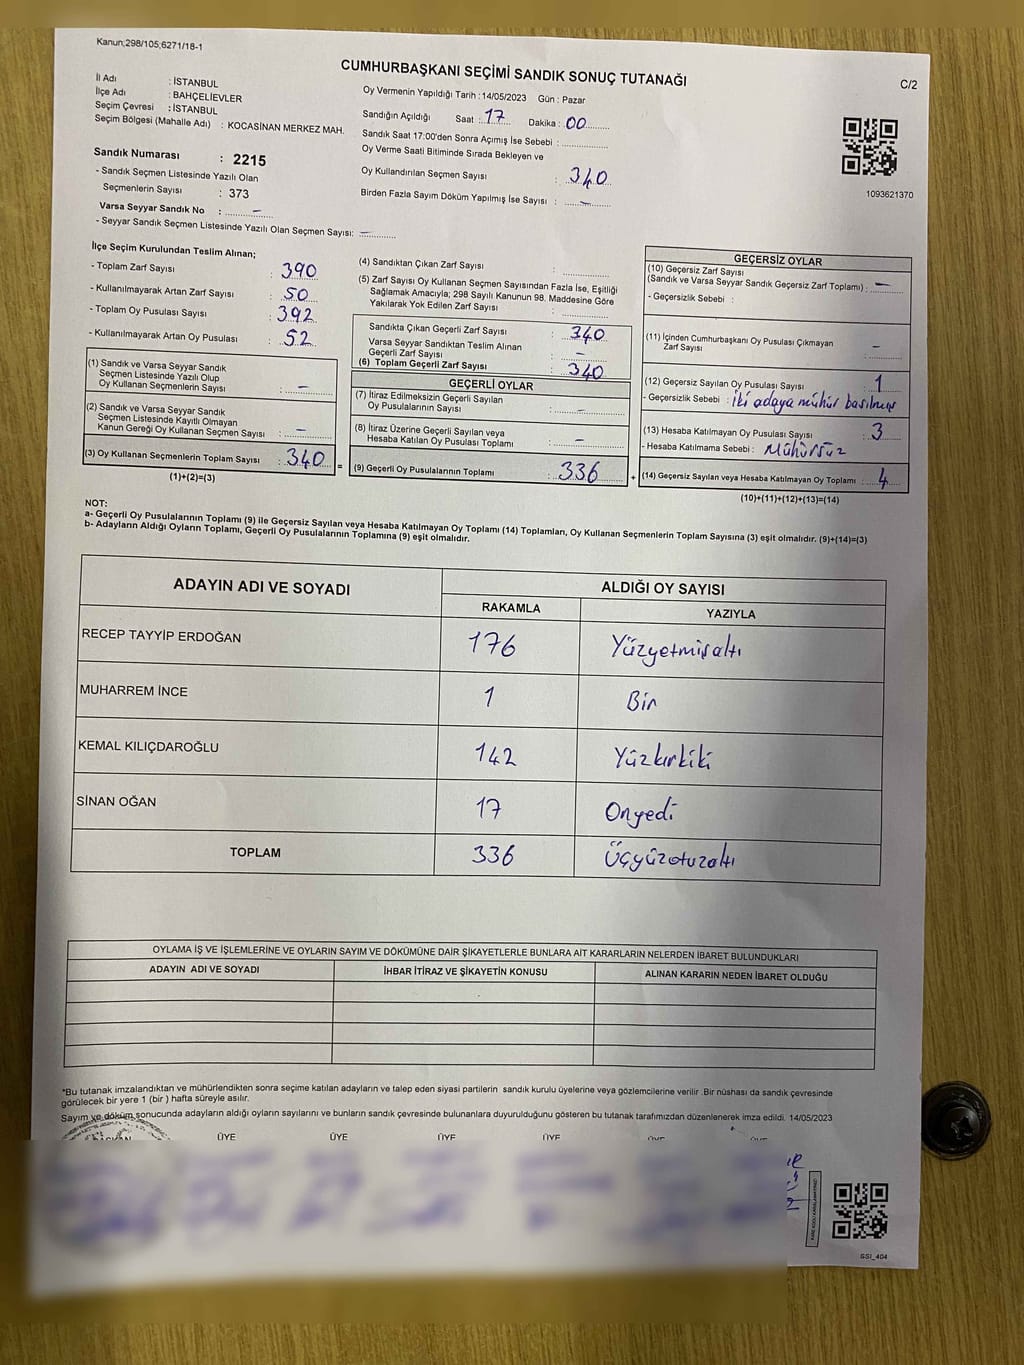 Kanun;298/105;6271/18-1
CUMHURBAŞKANI SEÇİMİ SANDIK SONUÇ TUTANAĞI
C/2
İl Adı : İSTANBUL
İlçe Adı : BAHÇELİEVLER
Seçim Çevresi : İSTANBUL
Seçim Bölgesi (Mahalle Adı) : KOCASİNAN MERKEZ MAH.
Sandık Numarası : 2215
- Sandık Seçmen Listesinde Yazılı Olan
Seçmenlerin Sayısı : 373
Varsa Seyyar Sandık No : –
- Seyyar Sandık Seçmen Listesinde Yazılı Olan Seçmen Sayısı: –
Oy Vermenin Yapıldığı Tarih : 14/05/2023 Gün : Pazar
Sandığın Açıldığı Saat : 17 Dakika : 00
Sandık Saat 17:00'den Sonra Açımış İse Sebebi :
Oy Verme Saati Bitiminde Sırada Bekleyen ve
Oy Kullandırılan Seçmen Sayısı : 340
Birden Fazla Sayım Döküm Yapılmış İse Sayısı : –
1093621370
İlçe Seçim Kurulundan Teslim Alınan;
- Toplam Zarf Sayısı : 390
- Kullanılmayarak Artan Zarf Sayısı : 50
- Toplam Oy Pusulası Sayısı : 392
- Kullanılmayarak Artan Oy Pusulası : 52
(1) Sandık ve Varsa Seyyar Sandık
Seçmen Listesinde Yazılı Olup
Oy Kullanan Seçmenlerin Sayısı : –
(2) Sandık ve Varsa Seyyar Sandık
Seçmen Listesinde Kayıtlı Olmayan
Kanun Gereği Oy Kullanan Seçmen Sayısı : –
(3) Oy Kullanan Seçmenlerin Toplam Sayısı : 340
(1)+(2)=(3)
(4) Sandıktan Çıkan Zarf Sayısı :
(5) Zarf Sayısı Oy Kullanan Seçmen Sayısından Fazla İse, Eşitliği
Sağlamak Amacıyla; 298 Sayılı Kanunun 98. Maddesine Göre
Yakılarak Yok Edilen Zarf Sayısı :
Sandıkta Çıkan Geçerli Zarf Sayısı : 340
Varsa Seyyar Sandıktan Teslim Alınan
Geçerli Zarf Sayısı : –
(6) Toplam Geçerli Zarf Sayısı : 340
GEÇERLİ OYLAR
(7) İtiraz Edilmeksizin Geçerli Sayılan
Oy Pusulalarının Sayısı : –
(8) İtiraz Üzerine Geçerli Sayılan veya
Hesaba Katılan Oy Pusulası Toplamı : –
= (9) Geçerli Oy Pusulalarının Toplamı : 336 +
GEÇERSİZ OYLAR
(10) Geçersiz Zarf Sayısı
(Sandık ve Varsa Seyyar Sandık Geçersiz Zarf Toplamı) : –
- Geçersizlik Sebebi :
(11) İçinden Cumhurbaşkanı Oy Pusulası Çıkmayan
Zarf Sayısı : –
(12) Geçersiz Sayılan Oy Pusulası Sayısı : 1
- Geçersizlik Sebebi : İki adaya mühür basılmış
(13) Hesaba Katılmayan Oy Pusulası Sayısı : 3
- Hesaba Katılmama Sebebi : Mühürsüz
(14) Geçersiz Sayılan veya Hesaba Katılmayan Oy Toplamı : 4
(10)+(11)+(12)+(13)=(14)
NOT:
a- Geçerli Oy Pusulalarının Toplamı (9) ile Geçersiz Sayılan veya Hesaba Katılmayan Oy Toplamı (14) Toplamları, Oy Kullanan Seçmenlerin Toplam Sayısına (3) eşit olmalıdır. (9)+(14)=(3)
b- Adayların Aldığı Oyların Toplamı, Geçerli Oy Pusulalarının Toplamına (9) eşit olmalıdır.
ADAYIN ADI VE SOYADI ALDIĞI OY SAYISI
RAKAMLA YAZIYLA
RECEP TAYYİP ERDOĞAN 176 Yüzyetmişaltı
MUHARREM İNCE 1 Bir
KEMAL KILIÇDAROĞLU 142 Yüzkırkiki
SİNAN OĞAN 17 Onyedi
TOPLAM 336 Üçyüzotuzaltı
OYLAMA İŞ VE İŞLEMLERİNE VE OYLARIN SAYIM VE DÖKÜMÜNE DAİR ŞİKAYETLERLE BUNLARA AİT KARARLARIN NELERDEN İBARET BULUNDUKLARI
ADAYIN ADI VE SOYADI İHBAR İTİRAZ VE ŞİKAYETİN KONUSU ALINAN KARARIN NEDEN İBARET OLDUĞU
*Bu tutanak imzalandıktan ve mühürlendikten sonra seçime katılan adayların ve talep eden siyasi partilerin sandık kurulu üyelerine veya gözlemcilerine verilir .Bir nüshası da sandık çevresinde
görülecek bir yere 1 (bir ) hafta süreyle asılır.
Sayım ve döküm sonucunda adayların aldığı oyların sayılarını ve bunların sandık çevresinde bulunanlara duyurulduğunu gösteren bu tutanak tarafımızdan düzenlenerek imza edildi. 14/05/2023
BAŞKAN ÜYE ÜYE ÜYE ÜYE ÜYE ÜYE
GSI_404